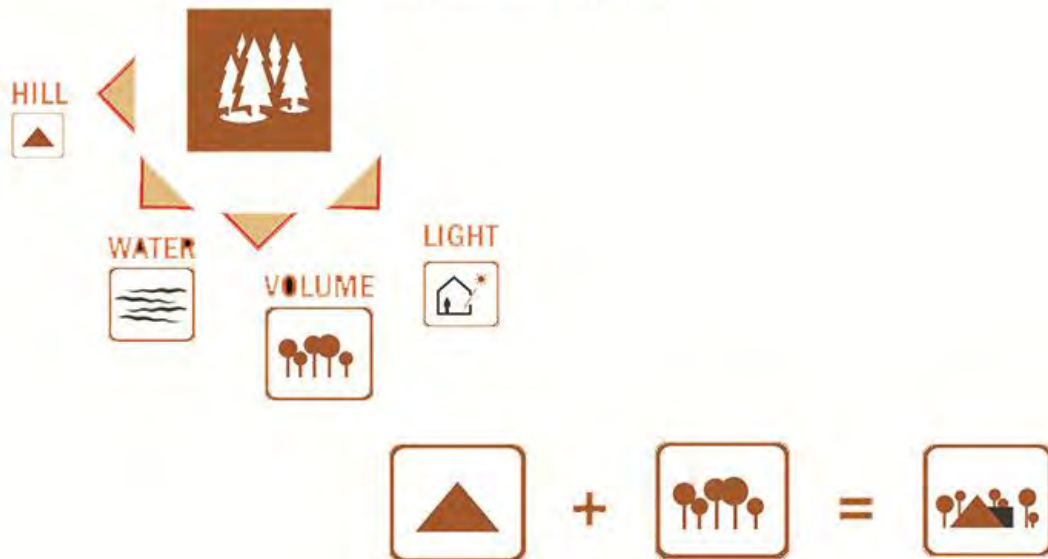 HILL
WATER
VOLUME
LIGHT
+
=